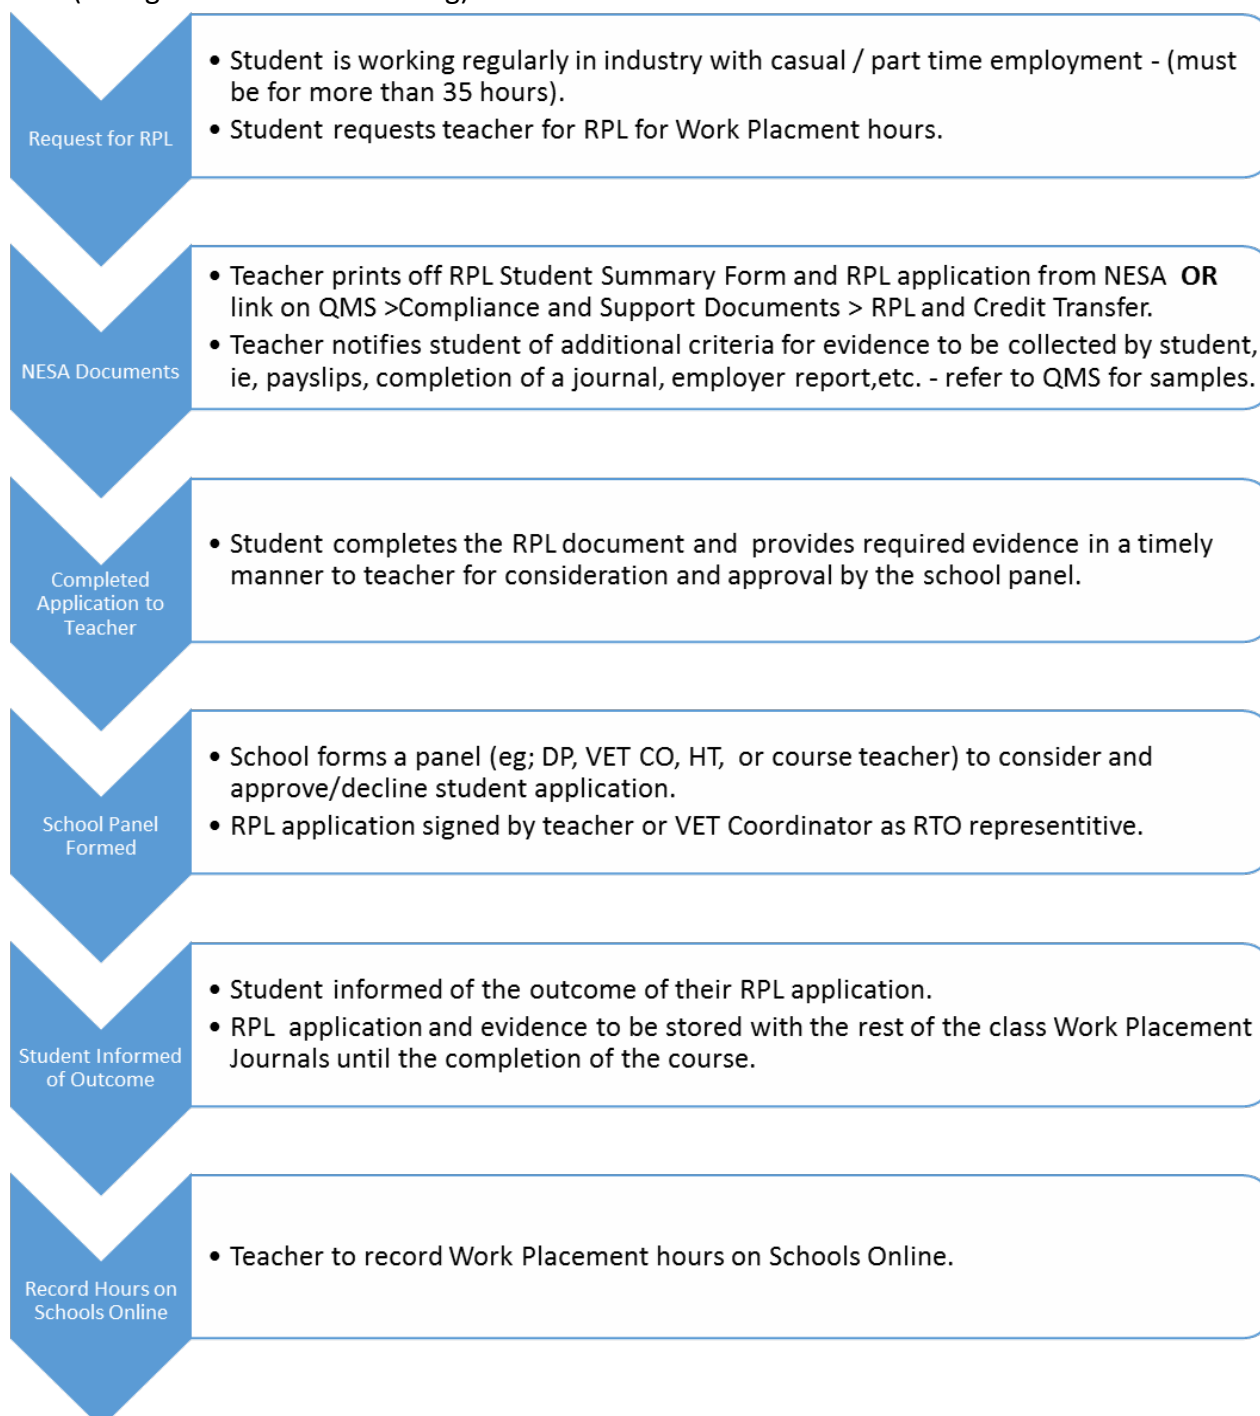 Request for RPL
• Student is working regularly in industry with casual / part time employment - (must
be for more than 35 hours).
• Student requests teacher for RPL for Work Placment hours.
NESA Documents
• Teacher prints off RPL Student Summary Form and RPL application from NESA OR
link on QMS >Compliance and Support Documents > RPL and Credit Transfer.
• Teacher notifies student of additional criteria for evidence to be collected by student,
ie, payslips, completion of a journal, employer report,etc. - refer to QMS for samples.
Completed
Application to
Teacher
• Student completes the RPL document and provides required evidence in a timely
manner to teacher for consideration and approval by the school panel.
School Panel
Formed
• School forms a panel (eg; DP, VET CO, HT, or course teacher) to consider and
approve/decline student application.
• RPL application signed by teacher or VET Coordinator as RTO representitive.
Student Informed
of Outcome
• Student informed of the outcome of their RPL application.
• RPL application and evidence to be stored with the rest of the class Work Placement
Journals until the completion of the course.
Record Hours on
Schools Online
• Teacher to record Work Placement hours on Schools Online.